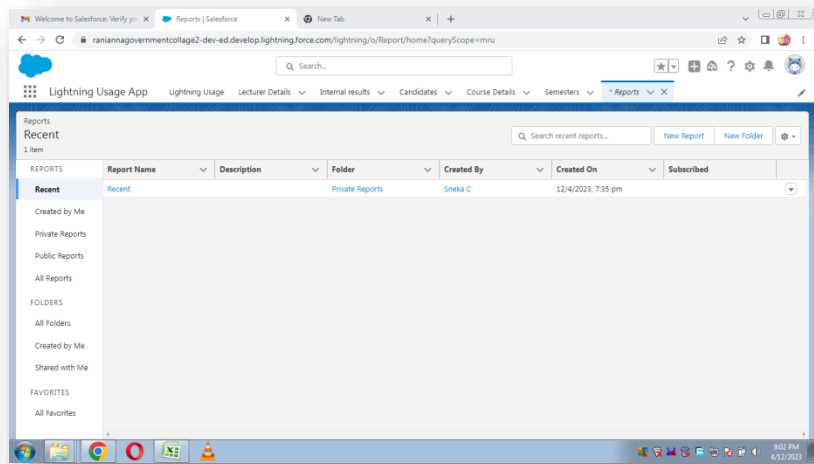 Welcome to Salesforce: Verify yo
Reports | Salesforce
New Tab
raniannagovernmentcollage2-dev-ed.develop.lightning.force.com/lightning/o/Report/home?queryScope=mru
Search...
Lightning Usage App
Lightning Usage
Lecturer Details
Internal results
Candidates
Course Details
Semesters
* Reports
Reports
Recent
1 item
Search recent reports...
New Report
New Folder
REPORTS
Report Name
Description
Folder
Created By
Created On
Subscribed
Recent
Recent
Private Reports
Sneka C
12/4/2023, 7:35 pm
Created by Me
Private Reports
Public Reports
All Reports
FOLDERS
All Folders
Created by Me
Shared with Me
FAVORITES
All Favorites
9:02 PM
4/12/2023